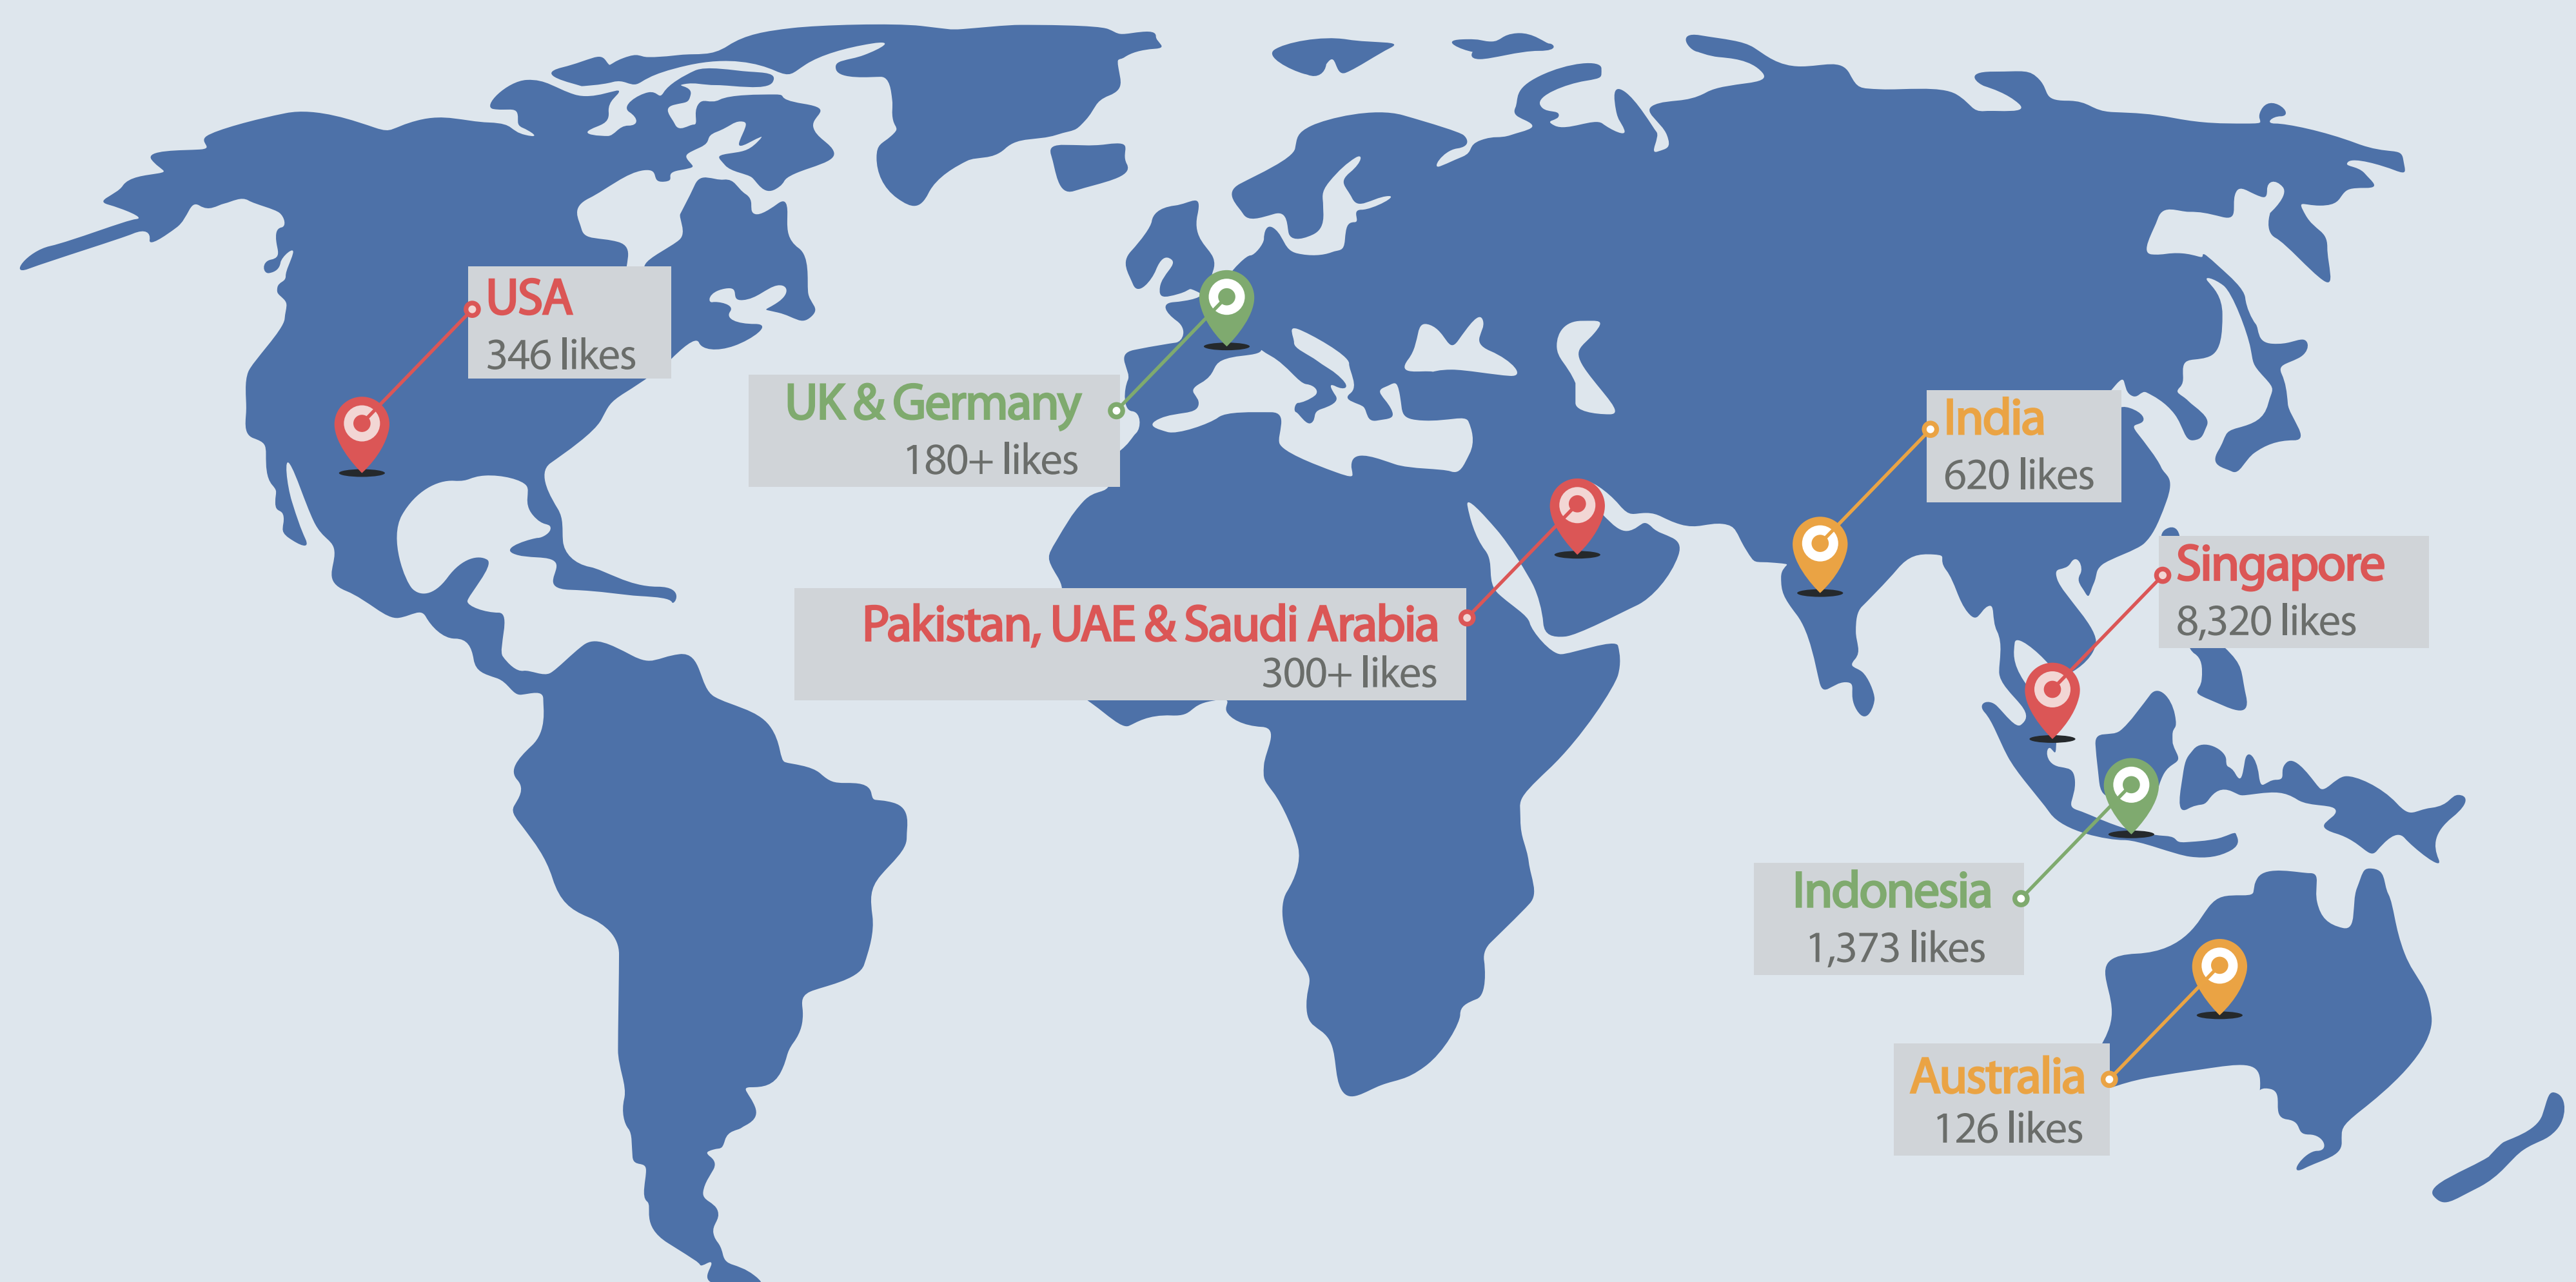 USA
346 likes
UK & Germany
180+ likes
India
620 likes
Pakistan, UAE & Saudi Arabia
300+ likes
Singapore
8,320 likes
Indonesia
1,373 likes
Australia
126 likes